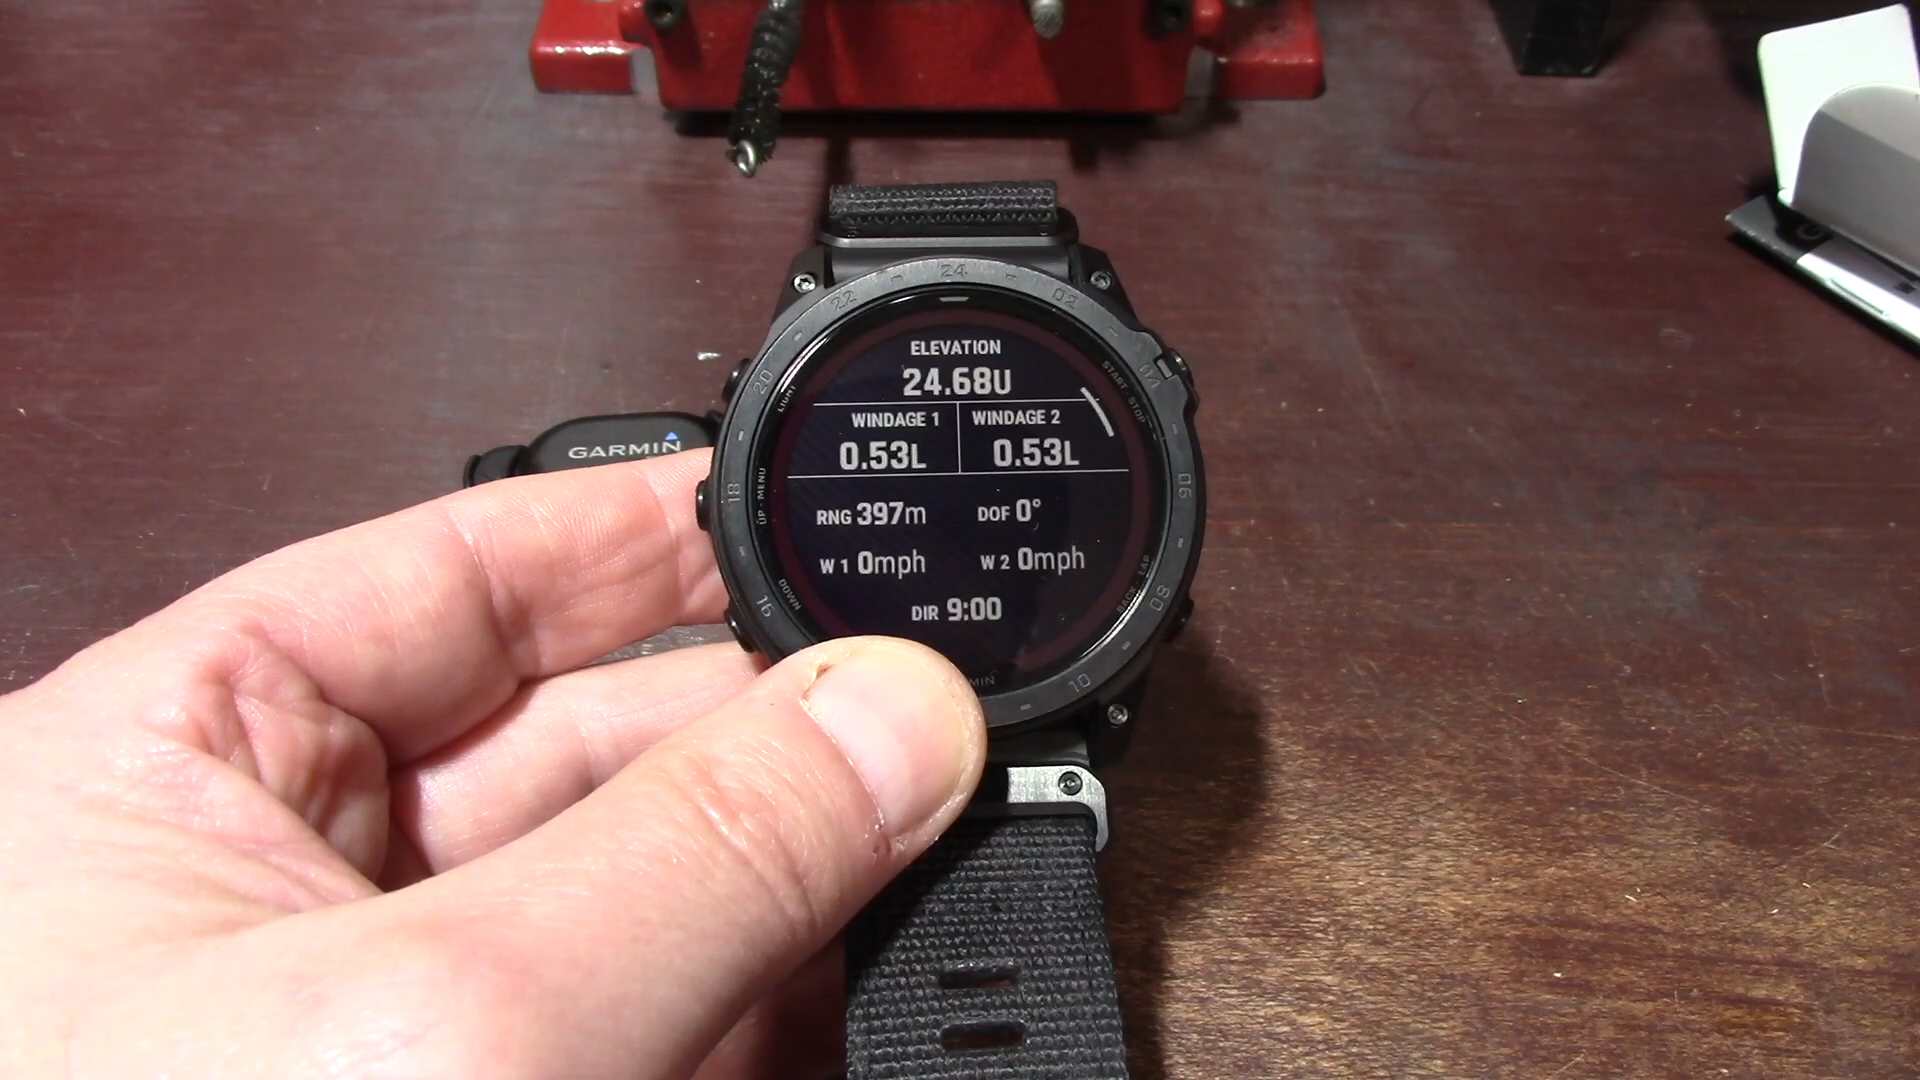 GARMIN
24
02
04
06
08
10
16
18
20
22
LIGHT
START · STOP
UP · MENU
DOWN
BACK · LAP
ELEVATION
24.68U
WINDAGE 1 WINDAGE 2
0.53L 0.53L
RNG 397m DOF 0°
W 1 0mph W 2 0mph
DIR 9:00
MIN